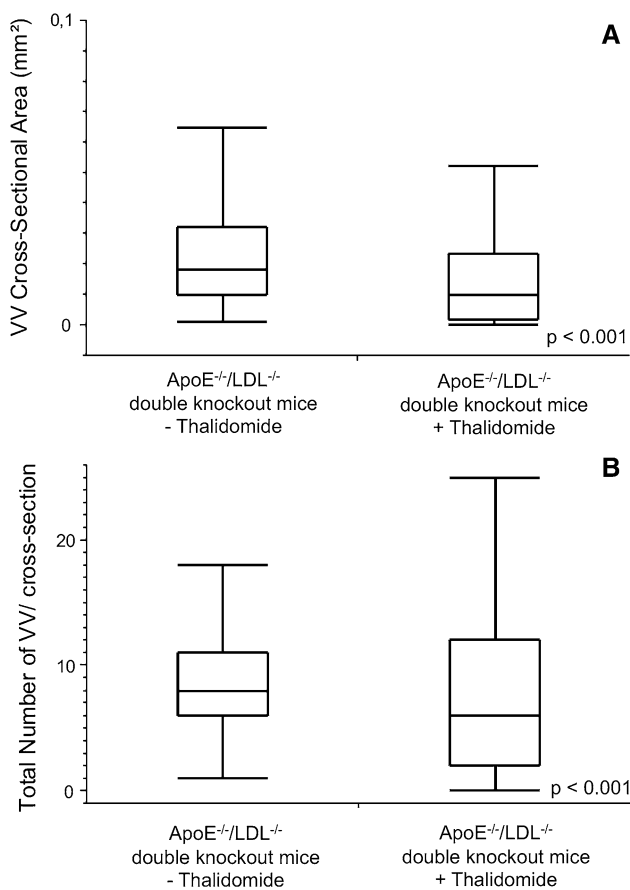 A
VV Cross-Sectional Area (mm²)
0,1
0
p < 0.001
ApoE-/-/LDL-/-
double knockout mice
- Thalidomide
ApoE-/-/LDL-/-
double knockout mice
+ Thalidomide
B
Total Number of VV/ cross-section
20
10
0
p < 0.001
ApoE-/-/LDL-/-
double knockout mice
- Thalidomide
ApoE-/-/LDL-/-
double knockout mice
+ Thalidomide